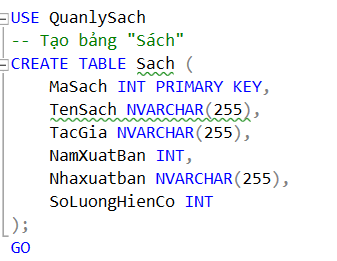 USE QuanlySach
-- Tạo bảng "Sách"
CREATE TABLE Sach (
    MaSach INT PRIMARY KEY,
    TenSach NVARCHAR(255),
    TacGia NVARCHAR(255),
    NamXuatBan INT,
    Nhaxuatban NVARCHAR(255),
    SoLuongHienCo INT
);
GO